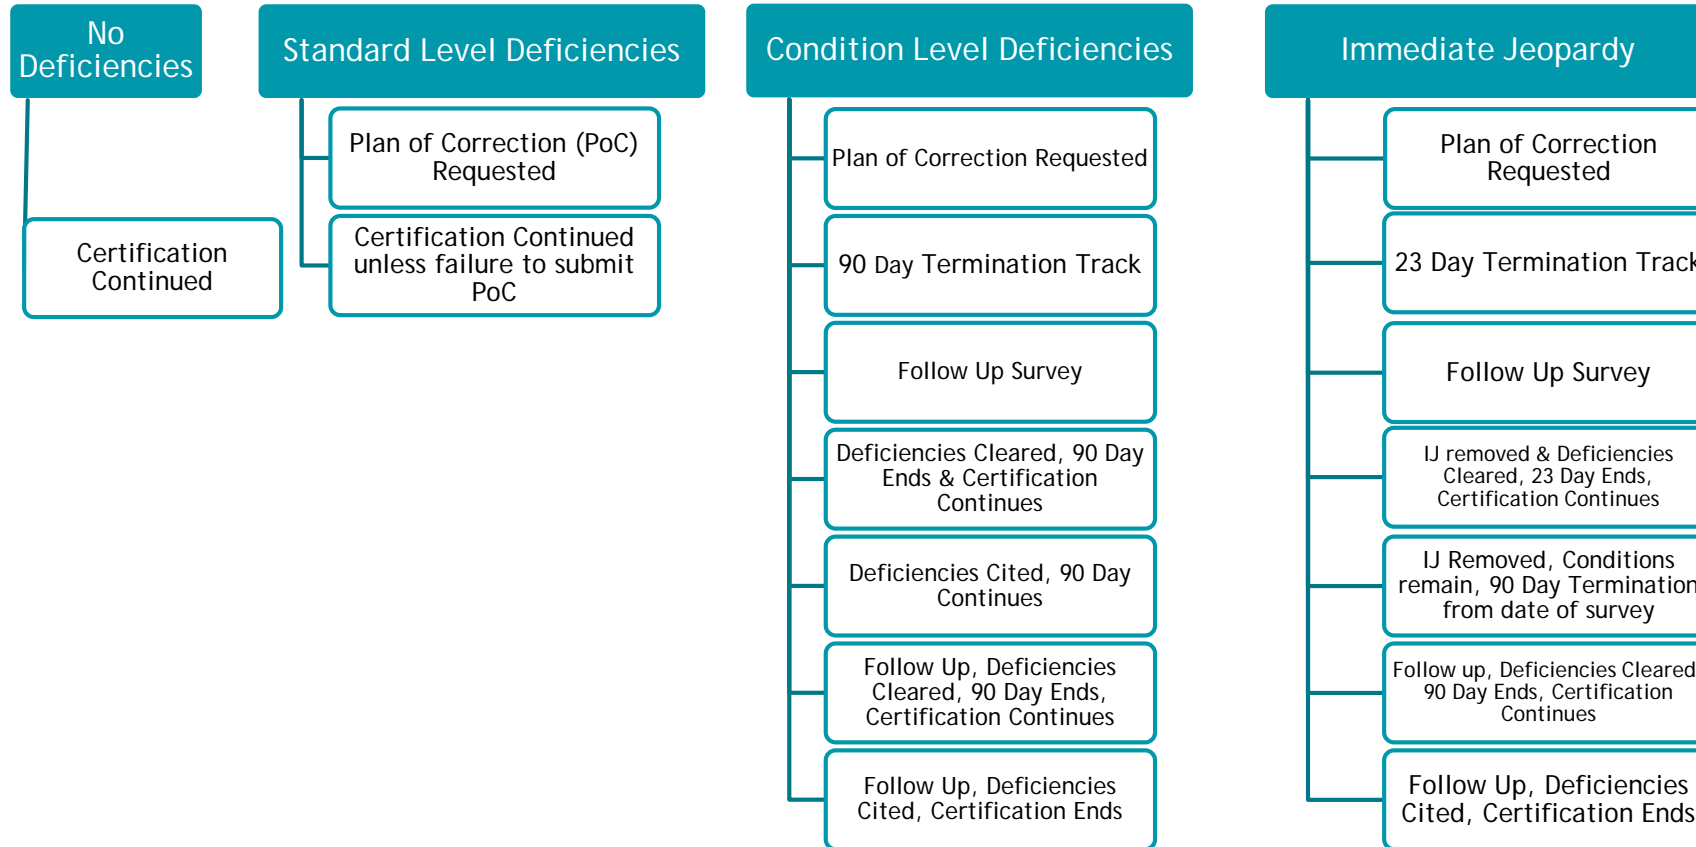 No
Deficiencies
Certification
Continued
Standard Level Deficiencies
Plan of Correction (PoC)
Requested
Certification Continued
unless failure to submit
PoC
Condition Level Deficiencies
Plan of Correction Requested
90 Day Termination Track
Follow Up Survey
Deficiencies Cleared, 90 Day
Ends & Certification
Continues
Deficiencies Cited, 90 Day
Continues
Follow Up, Deficiencies
Cleared, 90 Day Ends,
Certification Continues
Follow Up, Deficiencies
Cited, Certification Ends
Immediate Jeopardy
Plan of Correction
Requested
23 Day Termination Track
Follow Up Survey
IJ removed & Deficiencies
Cleared, 23 Day Ends,
Certification Continues
IJ Removed, Conditions
remain, 90 Day Termination
from date of survey
Follow up, Deficiencies Cleared
90 Day Ends, Certification
Continues
Follow Up, Deficiencies
Cited, Certification Ends